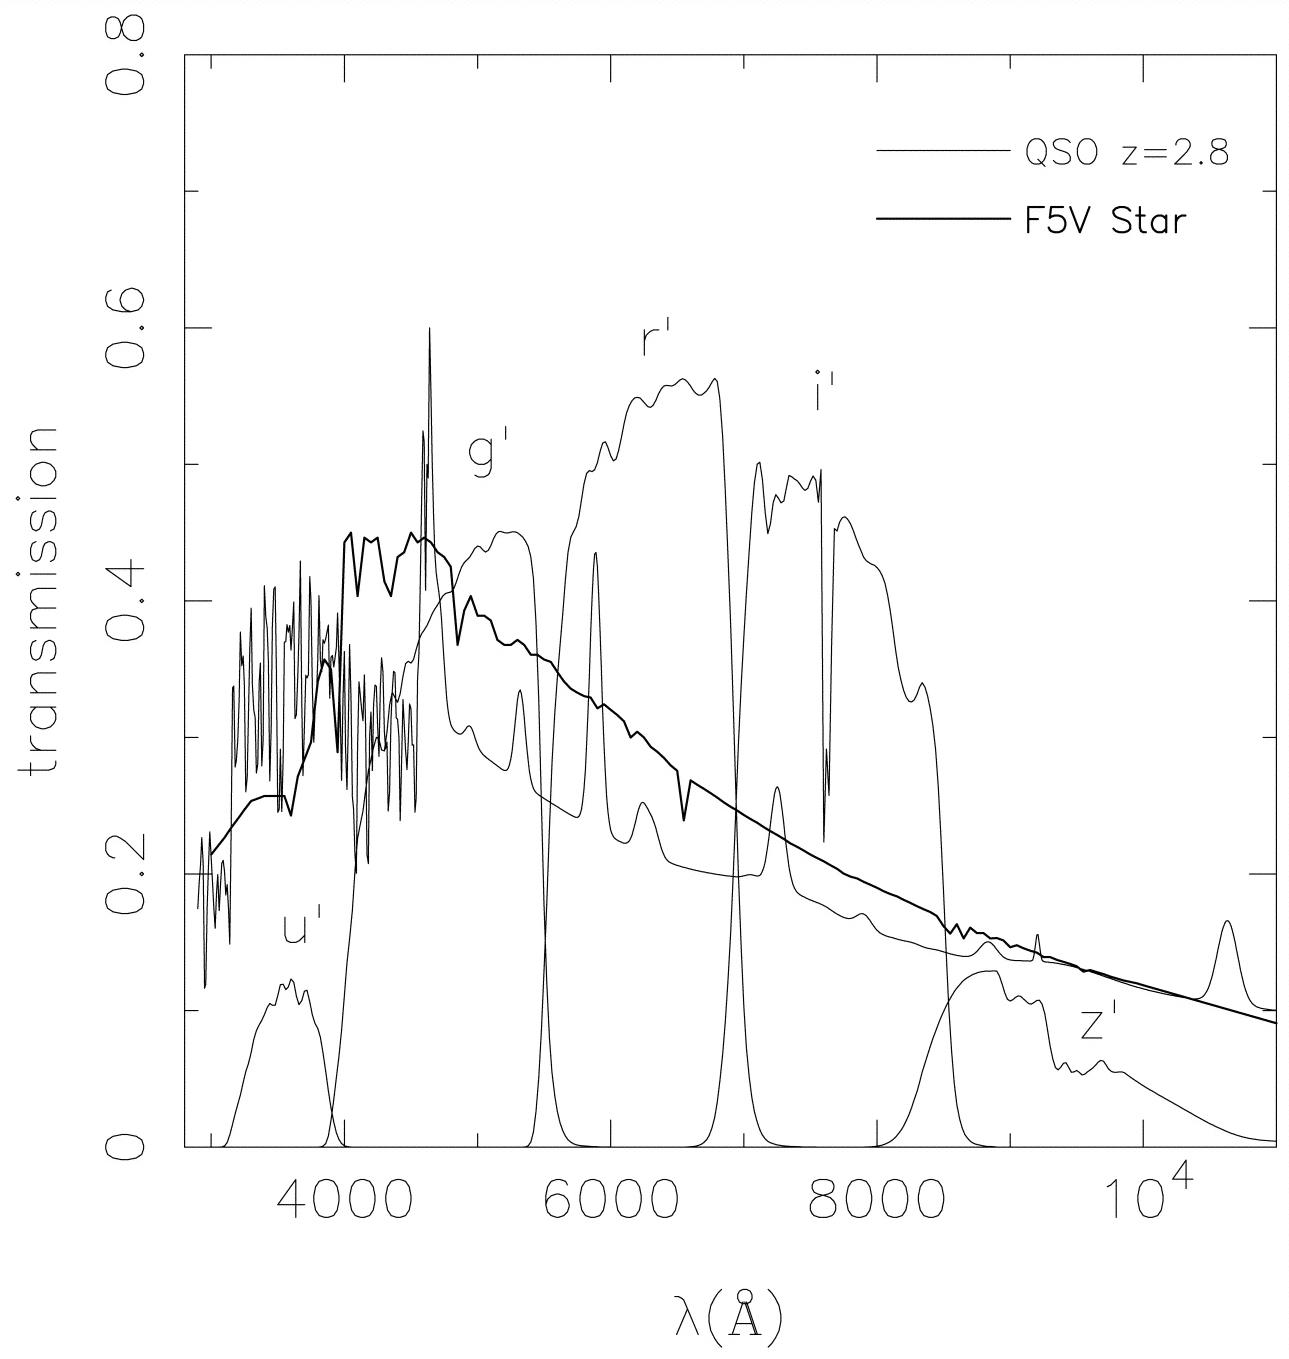 0.8
QSO z=2.8
F5V Star
0.6
r'
i'
g'
transmission
0.4
0.2
u'
z'
0
4000 6000 8000 10⁴
λ(Å)